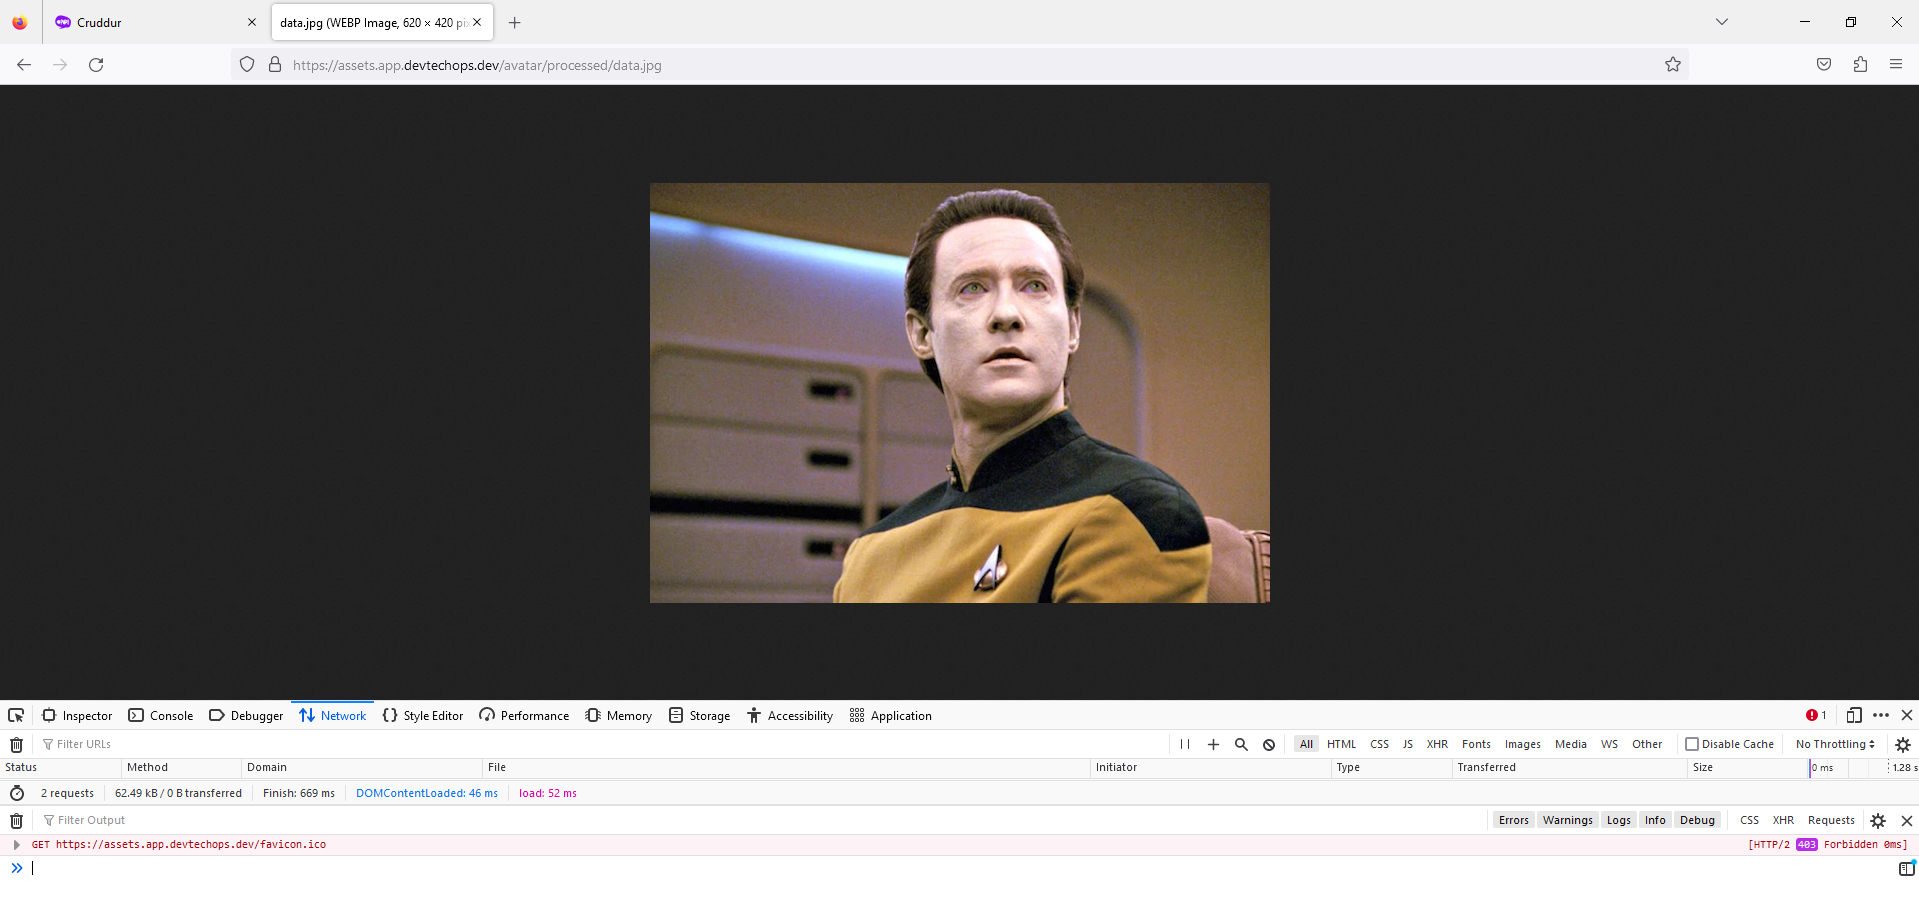 Cruddur
data.jpg (WEBP Image, 620 × 420 pi
https://assets.app.devtechops.dev/avatar/processed/data.jpg
Inspector Console Debugger Network Style Editor Performance Memory Storage Accessibility Application 1
Filter URLs All HTML CSS JS XHR Fonts Images Media WS Other Disable Cache No Throttling
Status Method Domain File Initiator Type Transferred Size 0 ms 1.28 s
2 requests 62.49 kB / 0 B transferred Finish: 669 ms DOMContentLoaded: 46 ms load: 52 ms
Filter Output Errors Warnings Logs Info Debug CSS XHR Requests
GET https://assets.app.devtechops.dev/favicon.ico [HTTP/2 403 Forbidden 0ms]